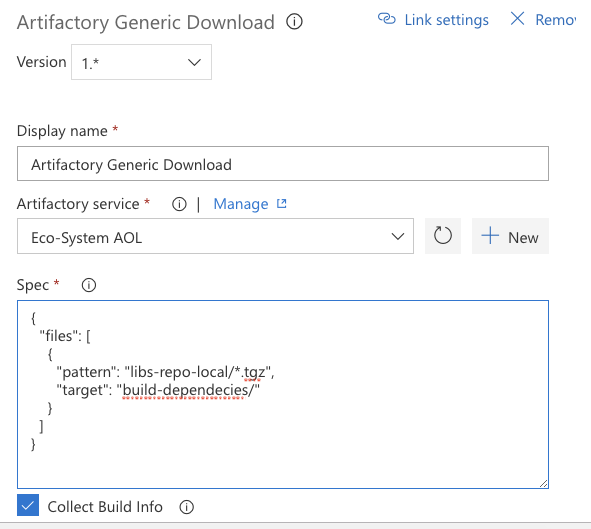 Artifactory Generic Download Link settings
Version 1.*
Display name *
Artifactory Generic Download
Artifactory service * | Manage
Eco-System AOL New
Spec *
{
"files": [
{
"pattern": "libs-repo-local/*.tgz",
"target": "build-dependecies/"
}
]
}
Collect Build Info